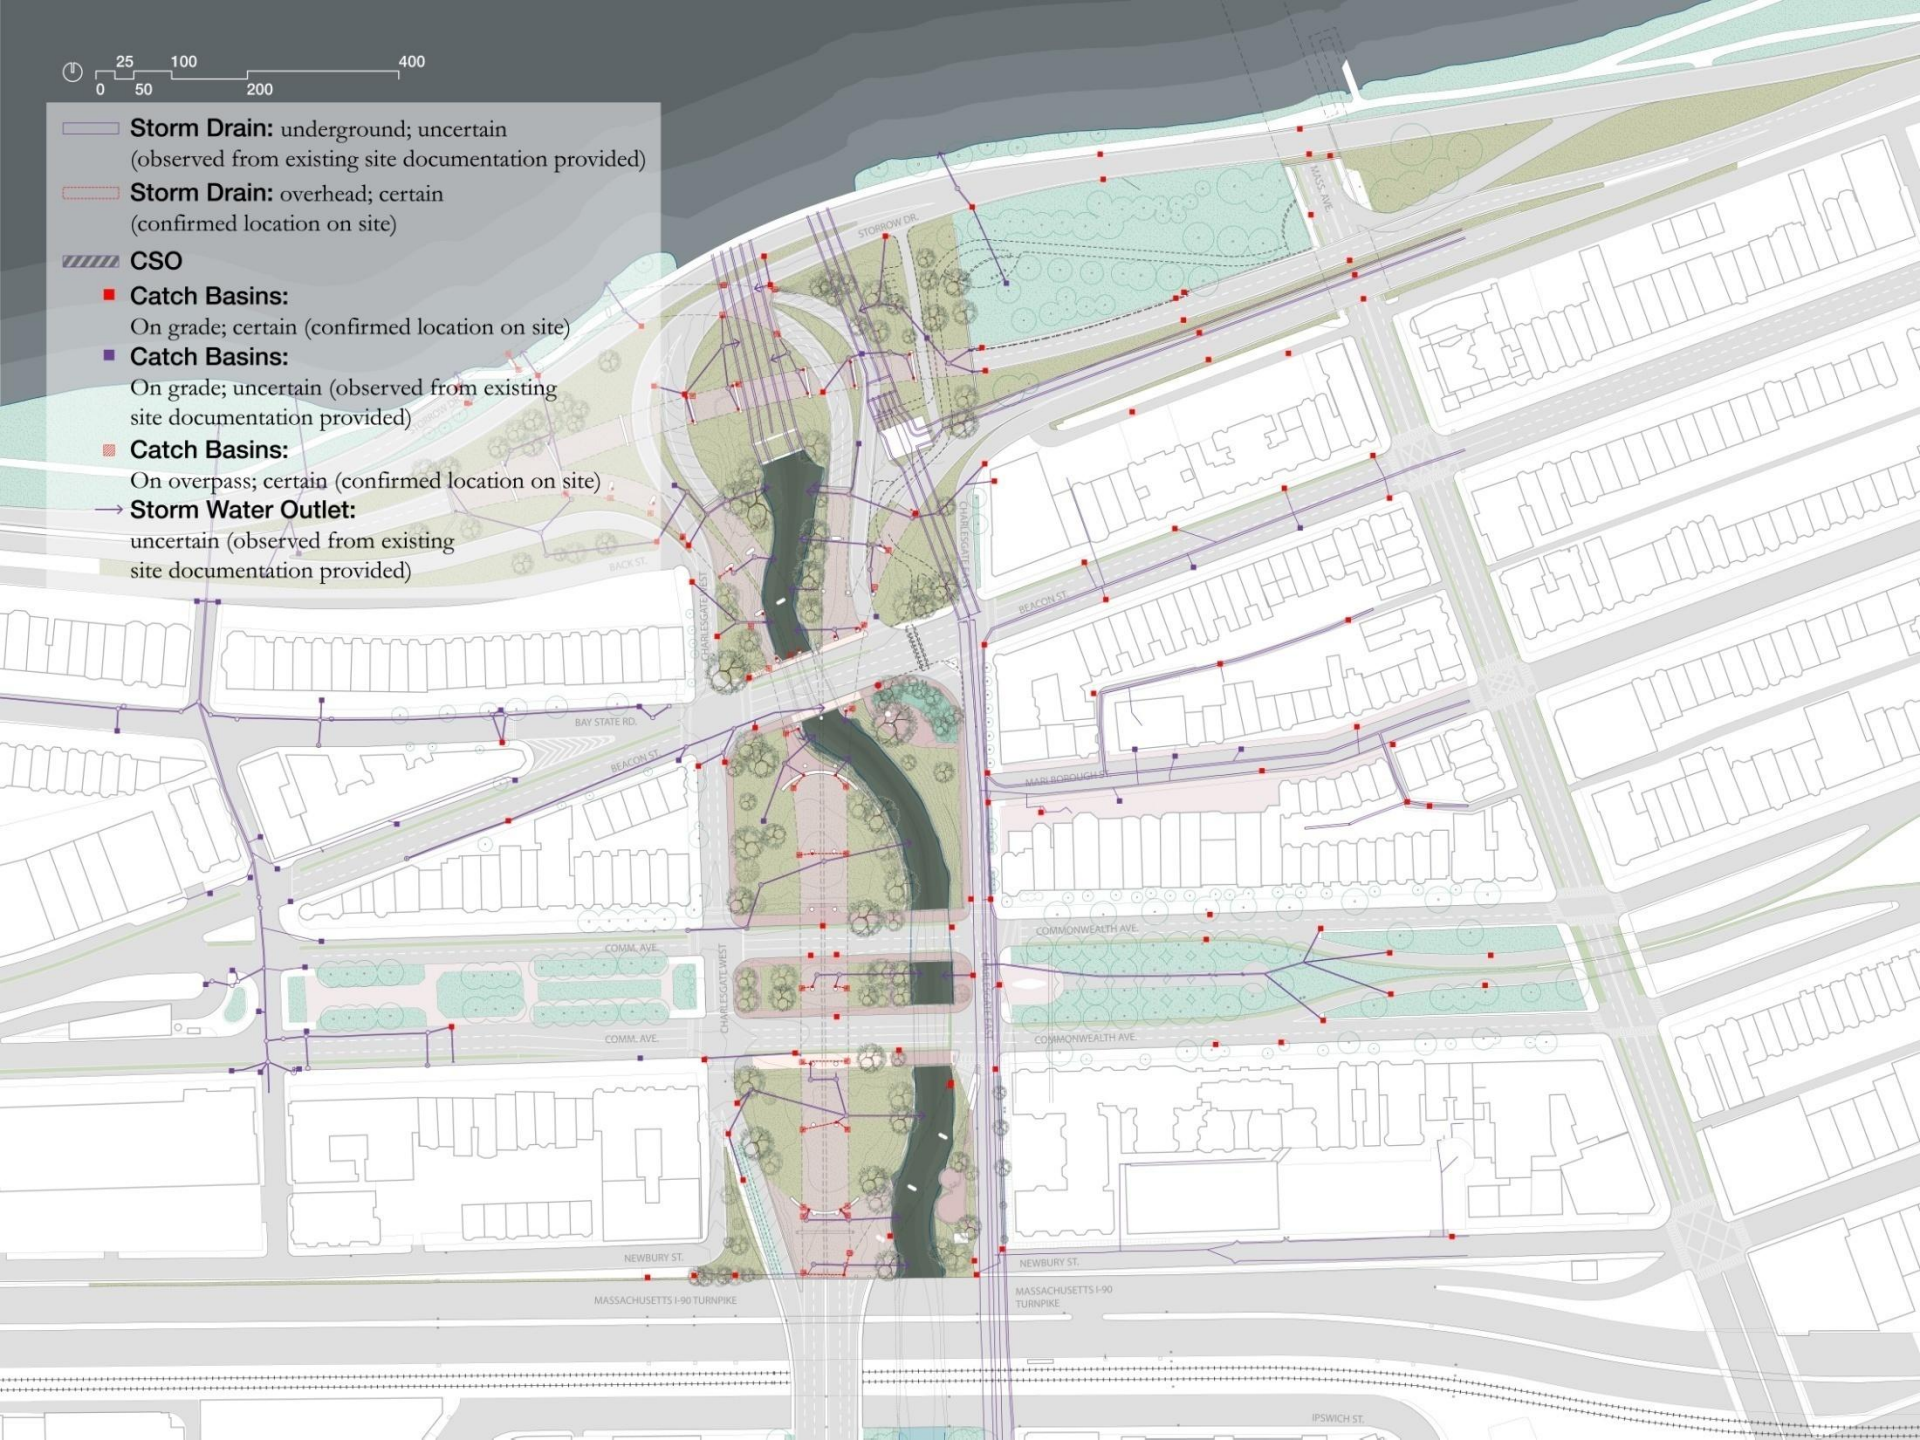 25 100 400
0 50 200
Storm Drain: underground; uncertain
(observed from existing site documentation provided)
Storm Drain: overhead; certain
(confirmed location on site)
CSO
Catch Basins:
On grade; certain (confirmed location on site)
Catch Basins:
On grade; uncertain (observed from existing
site documentation provided)
Catch Basins:
On overpass; certain (confirmed location on site)
Storm Water Outlet:
uncertain (observed from existing
site documentation provided)
MASS. AVE.
STORROW DR.
STORROW DR.
BACK ST.
CHARLESGATE WEST
CHARLESGATE EAST
BEACON ST.
BAY STATE RD.
BEACON ST.
MARLBOROUGH ST.
COMM. AVE.
COMMONWEALTH AVE.
CHARLESGATE WEST
CHARLESGATE EAST
COMM. AVE.
COMMONWEALTH AVE.
NEWBURY ST.
NEWBURY ST.
MASSACHUSETTS I-90 TURNPIKE
MASSACHUSETTS I-90
TURNPIKE
IPSWICH ST.